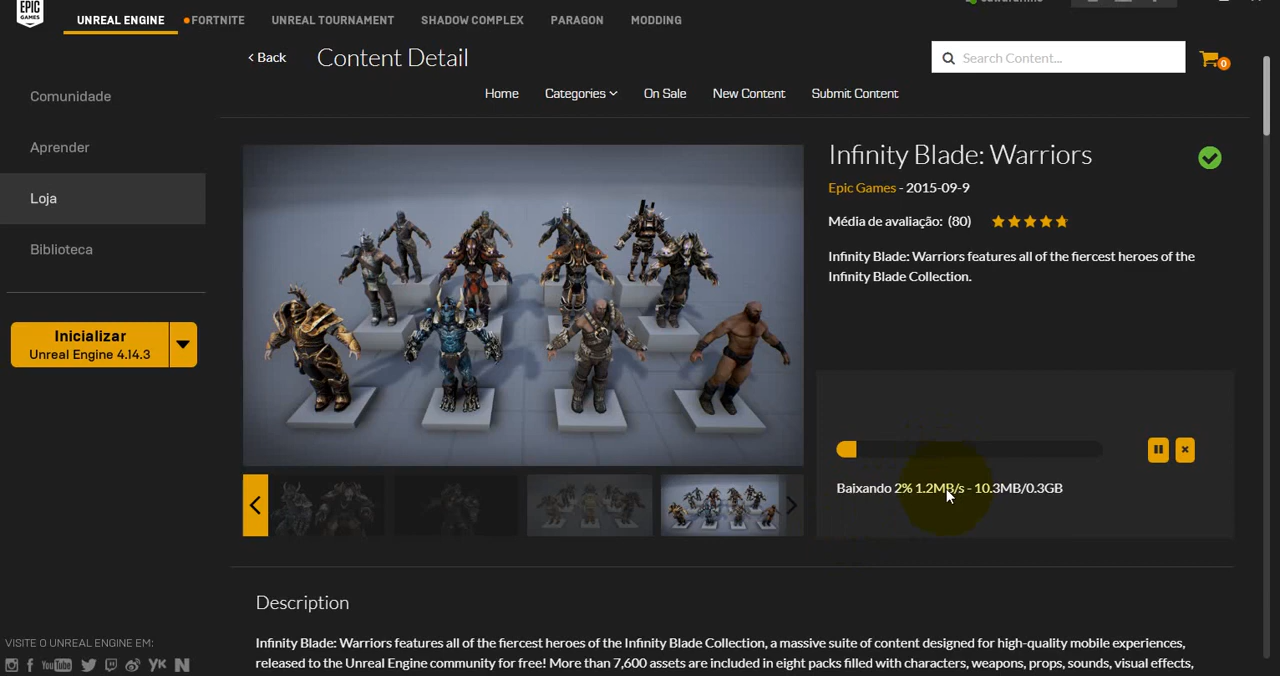 EPIC
GAMES
UNREAL ENGINE
FORTNITE
UNREAL TOURNAMENT
SHADOW COMPLEX
PARAGON
MODDING
Back
Content Detail
Search Content...
0
Home
Categories
On Sale
New Content
Submit Content
Comunidade
Aprender
Loja
Biblioteca
Inicializar
Unreal Engine 4.14.3
Infinity Blade: Warriors
Epic Games - 2015-09-9
Média de avaliação: (80)
Infinity Blade: Warriors features all of the fiercest heroes of the
Infinity Blade Collection.
Baixando 2% 1.2MB/s - 10.3MB/0.3GB
Description
Infinity Blade: Warriors features all of the fiercest heroes of the Infinity Blade Collection, a massive suite of content designed for high-quality mobile experiences,
released to the Unreal Engine community for free! More than 7,600 assets are included in eight packs filled with characters, weapons, props, sounds, visual effects,
VISITE O UNREAL ENGINE EM:
You Tube